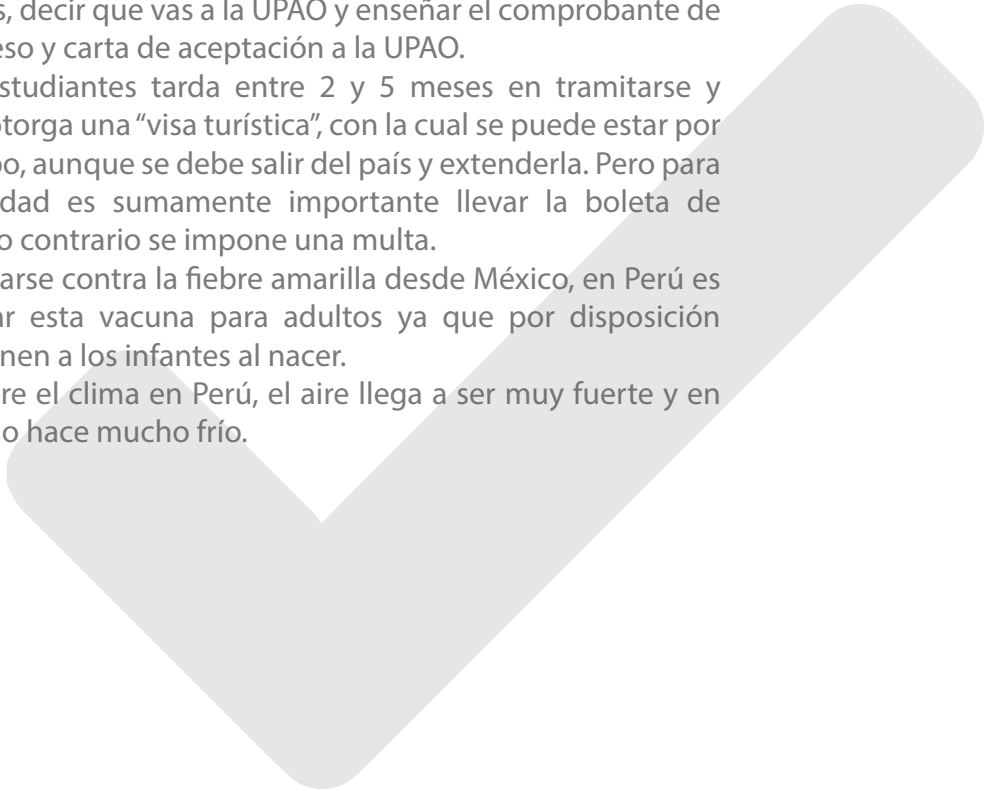 s, decir que vas a la UPAO y enseñar el comprobante de
eso y carta de aceptación a la UPAO.
studiantes tarda entre 2 y 5 meses en tramitarse y
otorga una “visa turística”, con la cual se puede estar por
po, aunque se debe salir del país y extenderla. Pero para
dad es sumamente importante llevar la boleta de
o contrario se impone una multa.
arse contra la fiebre amarilla desde México, en Perú es
ar esta vacuna para adultos ya que por disposición
nen a los infantes al nacer.
re el clima en Perú, el aire llega a ser muy fuerte y en
o hace mucho frío.